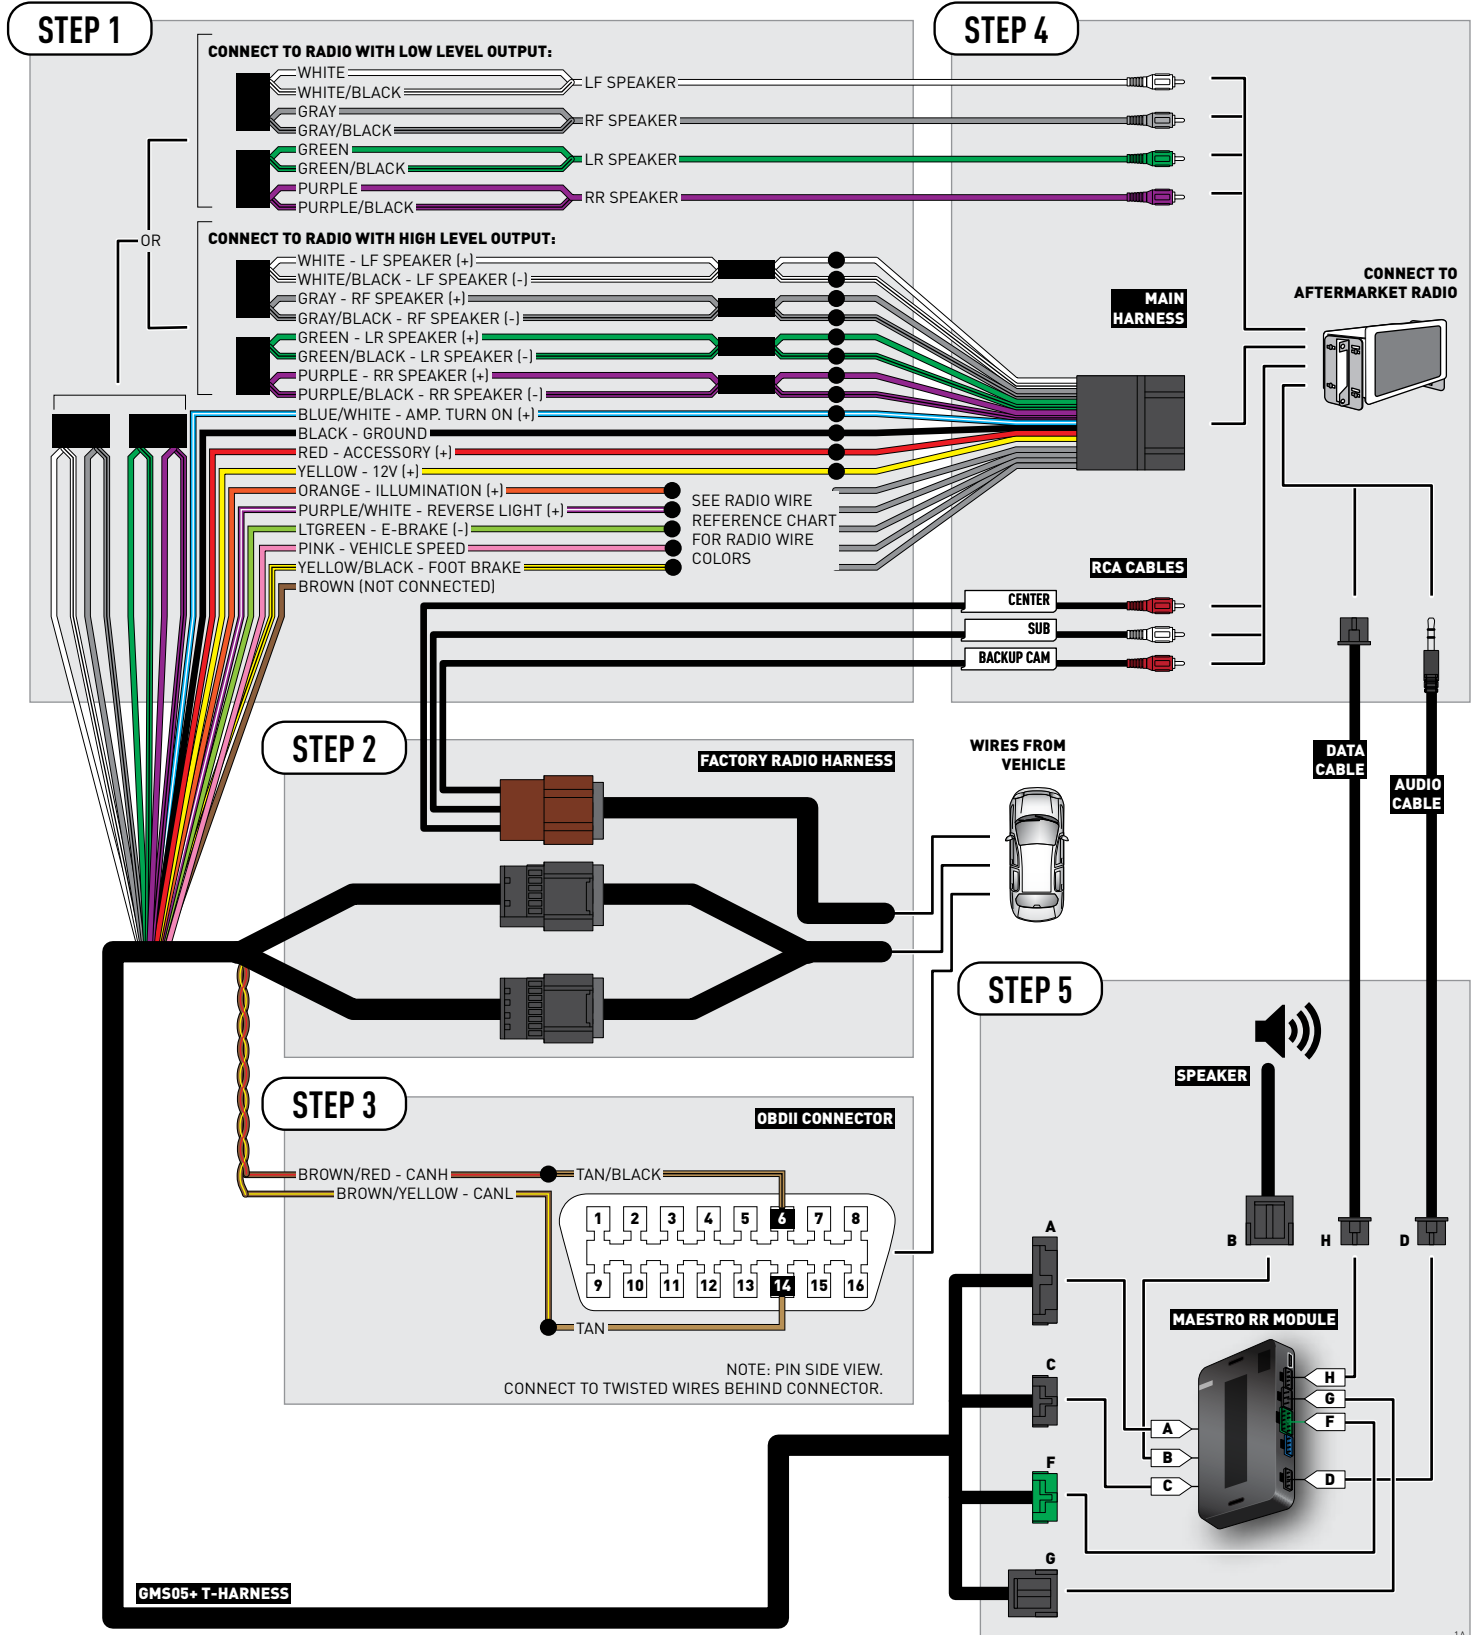 STEP 1
CONNECT TO RADIO WITH LOW LEVEL OUTPUT:
WHITE
WHITE/BLACK
LF SPEAKER
GRAY
GRAY/BLACK
RF SPEAKER
GREEN
GREEN/BLACK
LR SPEAKER
PURPLE
PURPLE/BLACK
RR SPEAKER
OR
CONNECT TO RADIO WITH HIGH LEVEL OUTPUT:
WHITE - LF SPEAKER (+)
WHITE/BLACK - LF SPEAKER (-)
GRAY - RF SPEAKER (+)
GRAY/BLACK - RF SPEAKER (-)
GREEN - LR SPEAKER (+)
GREEN/BLACK - LR SPEAKER (-)
PURPLE - RR SPEAKER (+)
PURPLE/BLACK - RR SPEAKER (-)
BLUE/WHITE - AMP. TURN ON (+)
BLACK - GROUND
RED - ACCESSORY (+)
YELLOW - 12V (+)
ORANGE - ILLUMINATION (+)
PURPLE/WHITE - REVERSE LIGHT (+)
LTGREEN - E-BRAKE (-)
PINK - VEHICLE SPEED
YELLOW/BLACK - FOOT BRAKE
BROWN (NOT CONNECTED)
SEE RADIO WIRE
REFERENCE CHART
FOR RADIO WIRE
COLORS
STEP 4
MAIN
HARNESS
CONNECT TO
AFTERMARKET RADIO
RCA CABLES
CENTER
SUB
BACKUP CAM
DATA
CABLE
AUDIO
CABLE
STEP 2
FACTORY RADIO HARNESS
WIRES FROM
VEHICLE
STEP 3
OBDII CONNECTOR
BROWN/RED - CANH
TAN/BLACK
BROWN/YELLOW - CANL
1 2 3 4 5 6 7 8
9 10 11 12 13 14 15 16
TAN
NOTE: PIN SIDE VIEW.
CONNECT TO TWISTED WIRES BEHIND CONNECTOR.
STEP 5
SPEAKER
A
B
H
D
MAESTRO RR MODULE
C
H
G
F
A
B
C
D
F
G
GMS05+ T-HARNESS
1A